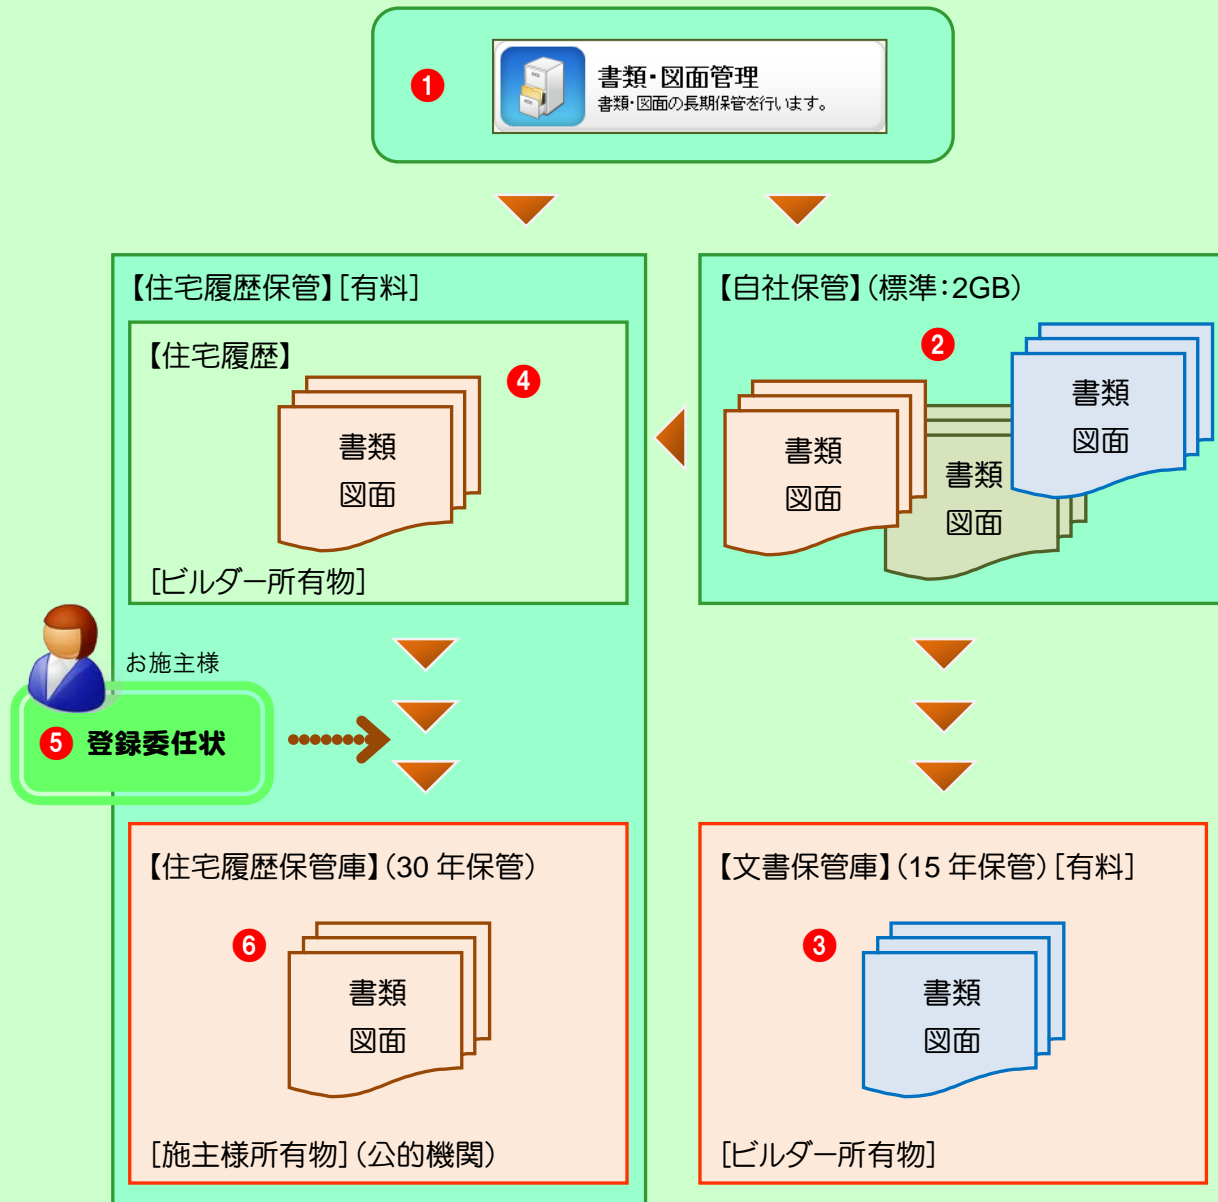 1
書類・図面管理
書類・図面の長期保管を行います。
【住宅履歴保管】[有料]
【住宅履歴】
4
書類
図面
[ビルダー所有物]
【自社保管】(標準:2GB)
2
書類
図面
書類
図面
書類
図面
お施主様
5 登録委任状
【住宅履歴保管庫】(30 年保管)
6
書類
図面
[施主様所有物] (公的機関)
【文書保管庫】(15 年保管) [有料]
3
書類
図面
[ビルダー所有物]